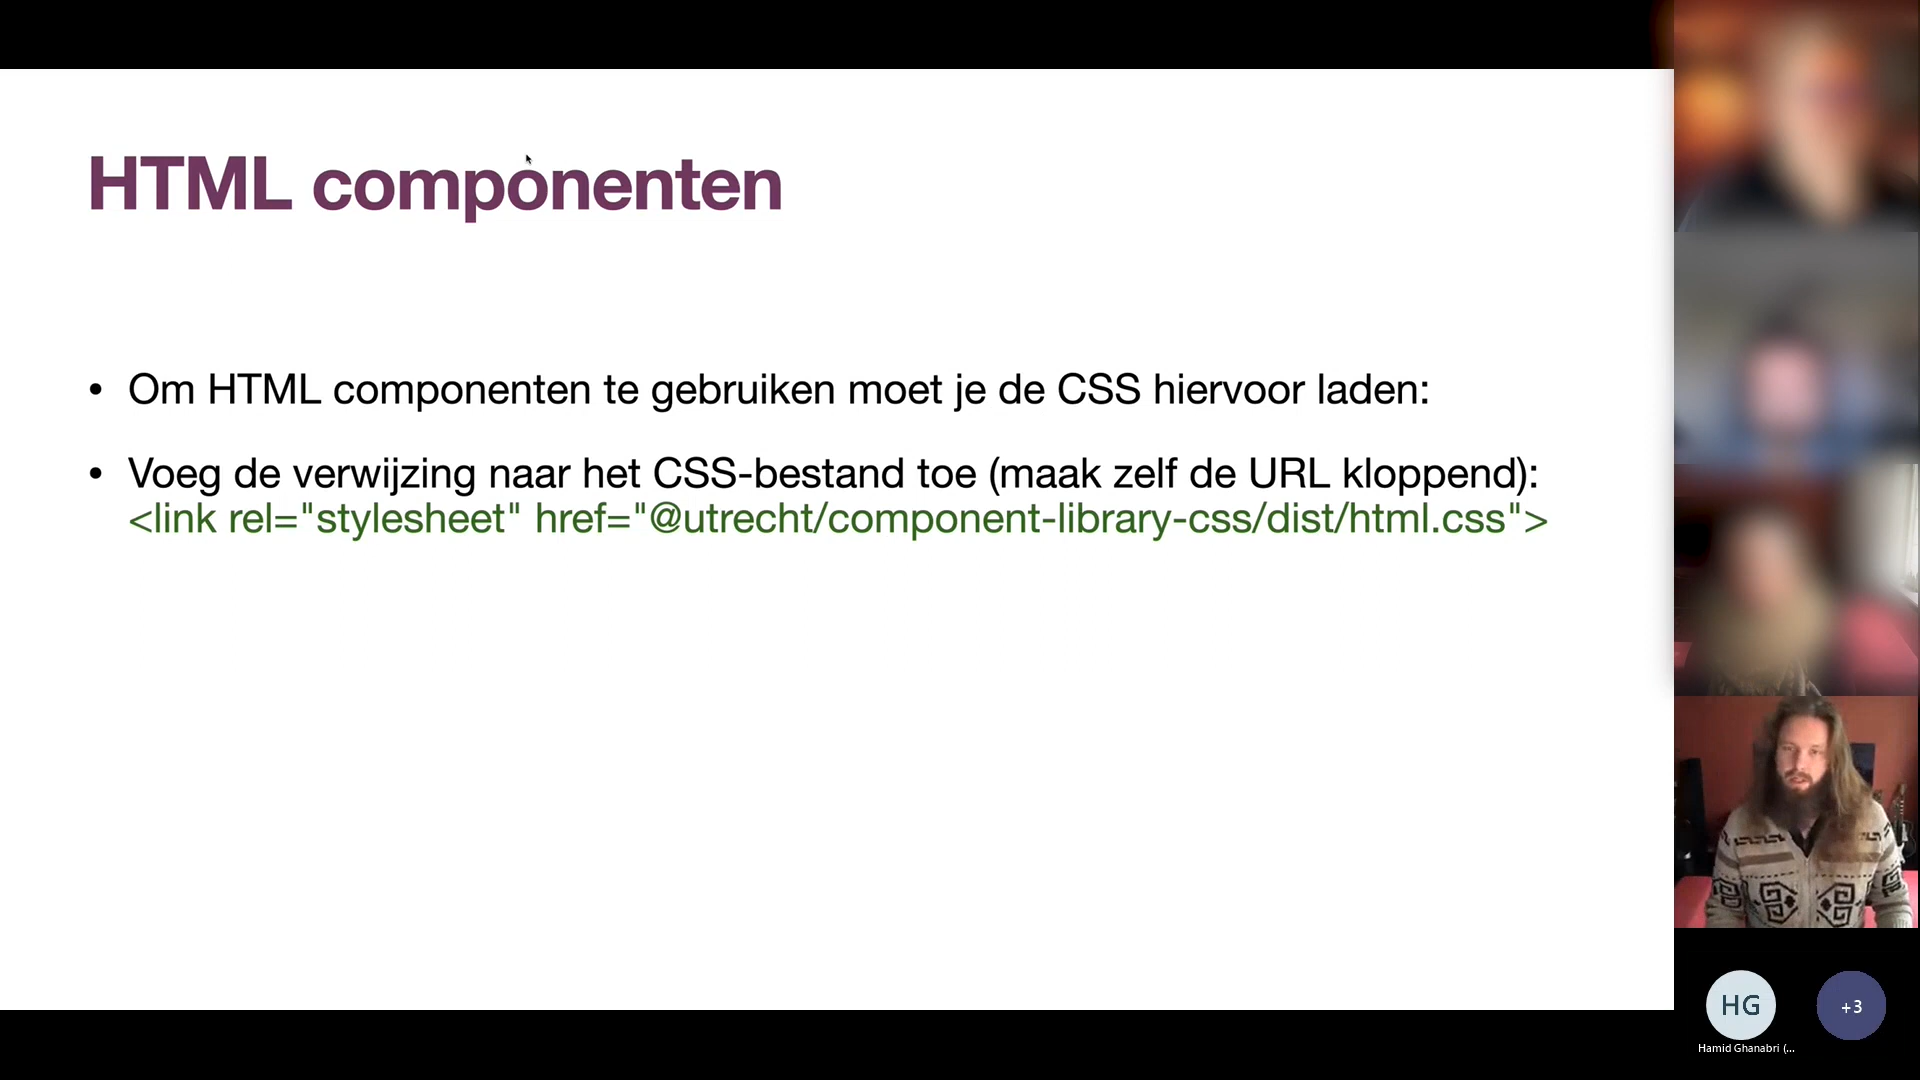 HTML componenten
• Om HTML componenten te gebruiken moet je de CSS hiervoor laden:
• Voeg de verwijzing naar het CSS-bestand toe (maak zelf de URL kloppend):
<link rel="stylesheet" href="@utrecht/component-library-css/dist/html.css">
HG
+3
Hamid Ghanabri (...